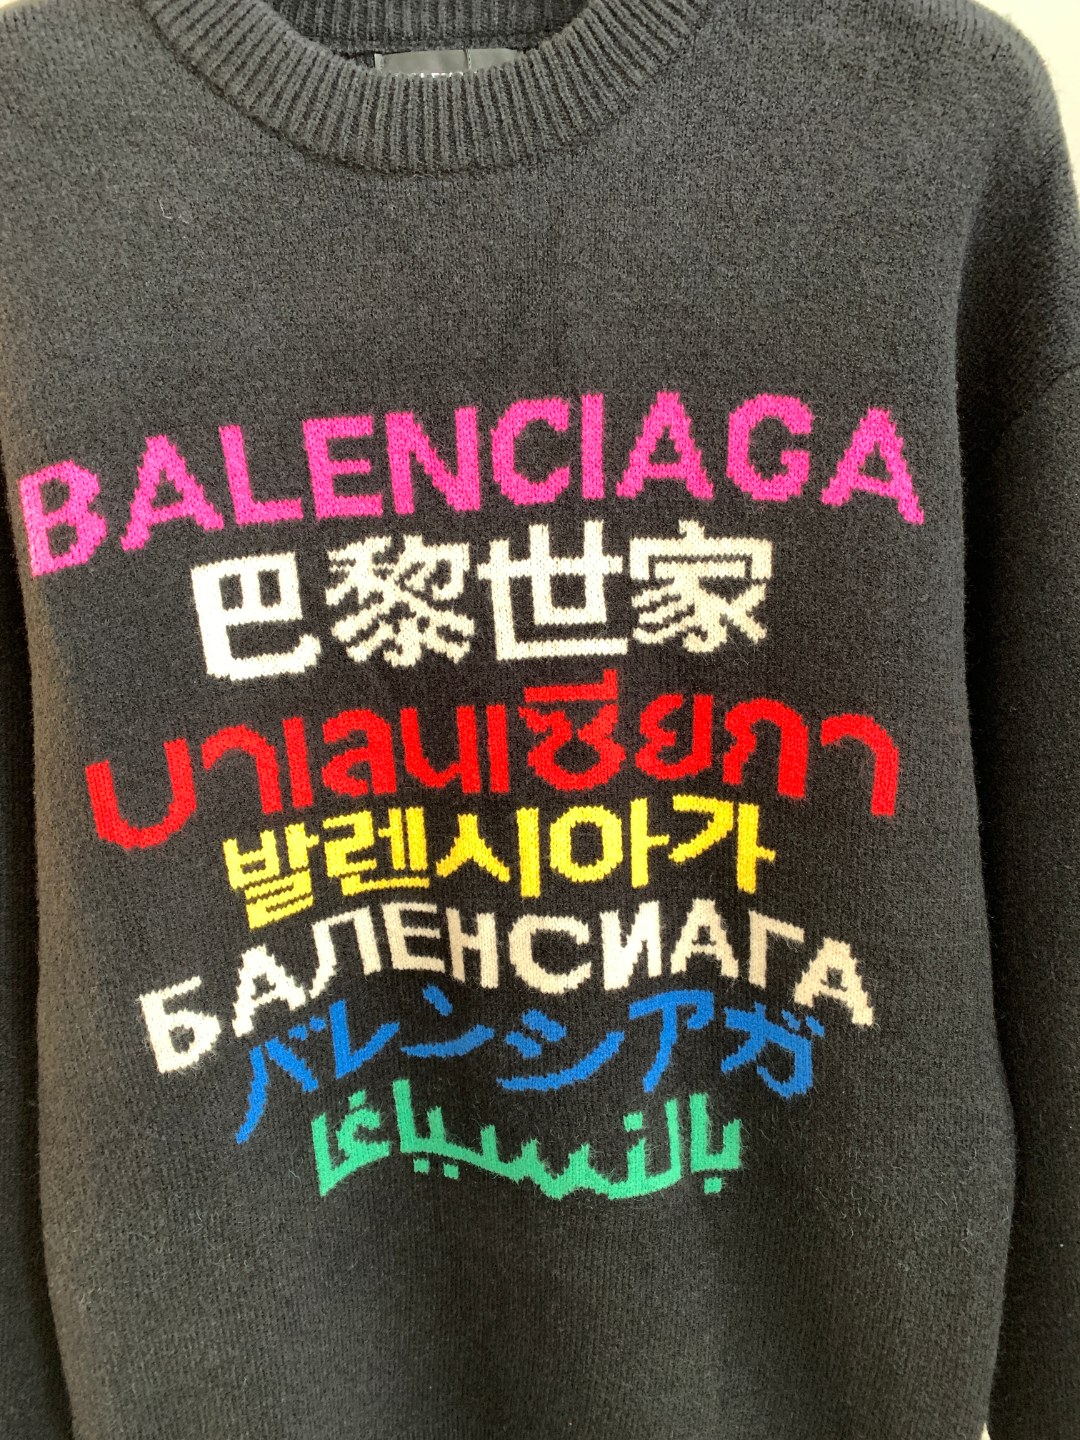 BALENCIAGA
巴黎世家
บาเลนเซียกา
발렌시아가
БАЛЕНСИАГА
バレンシアガ
بالنسياغا